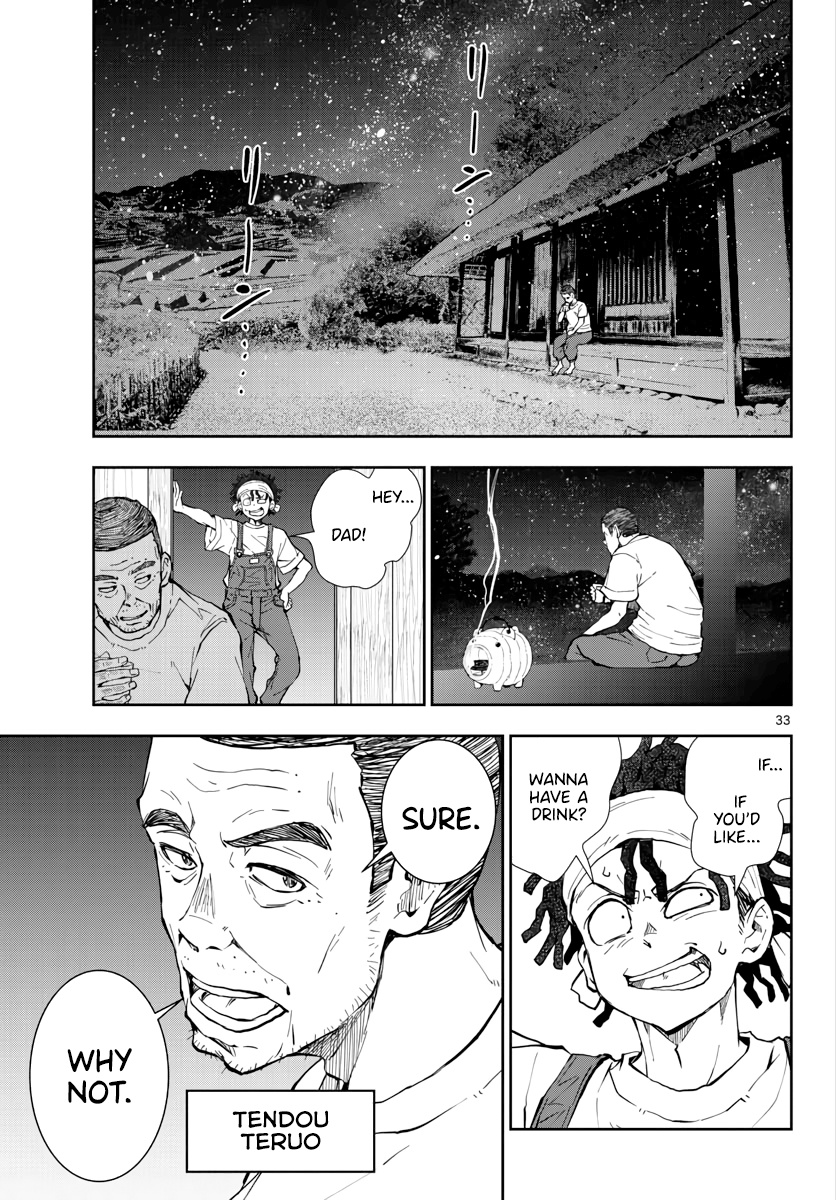 リーン……
リーン……
HEY...
DAD!
33
IF...
IF
YOU'D
LIKE...
WANNA
HAVE A
DRINK?
SURE.
WHY
NOT.
TENDOU
TERUO